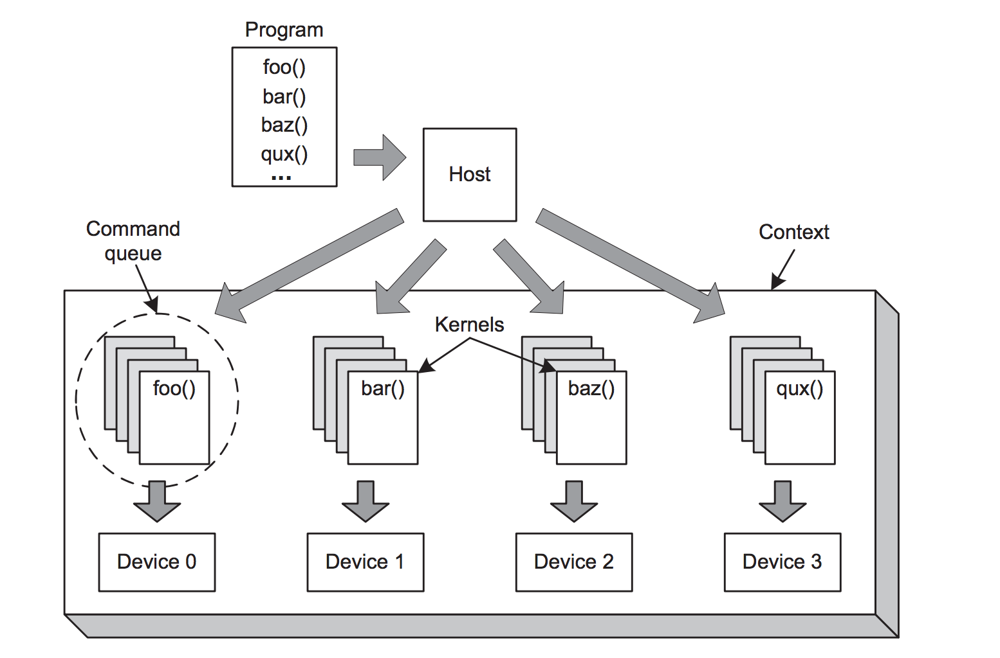 Program
foo()
bar()
baz()
qux()
...
Host
Command
queue
Context
Kernels
foo()
bar()
baz()
qux()
Device 0
Device 1
Device 2
Device 3